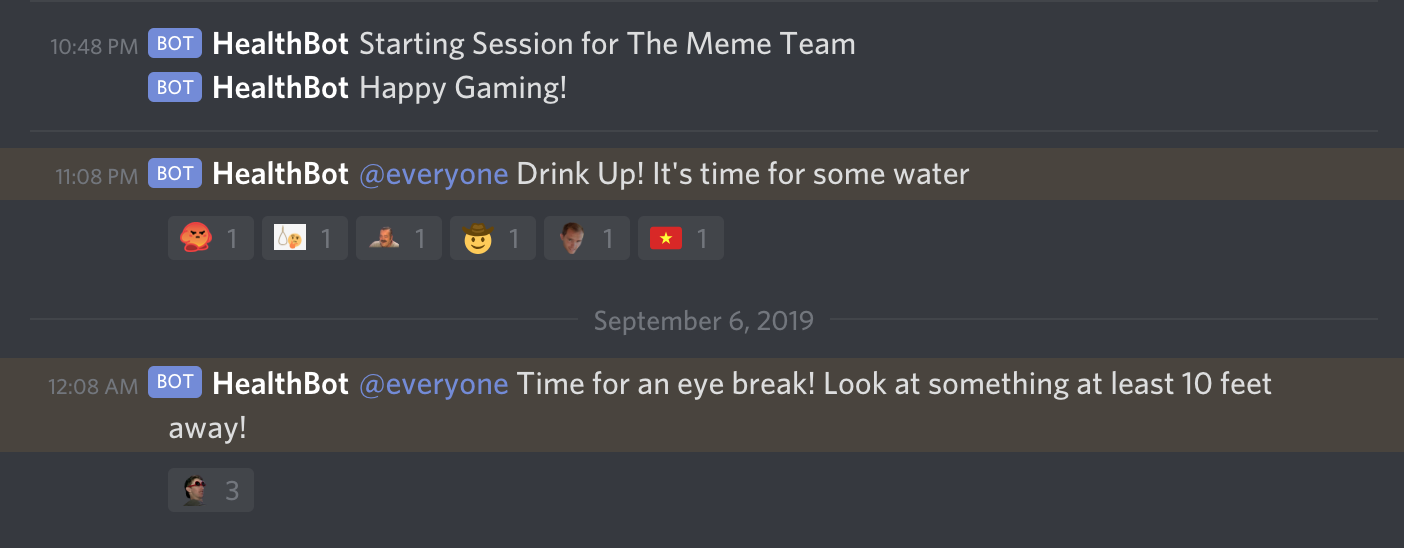 10:48 PM BOT HealthBot Starting Session for The Meme Team
BOT HealthBot Happy Gaming!
11:08 PM BOT HealthBot @everyone Drink Up! It's time for some water
1 1 1 1 1 1
September 6, 2019
12:08 AM BOT HealthBot @everyone Time for an eye break! Look at something at least 10 feet
away!
3